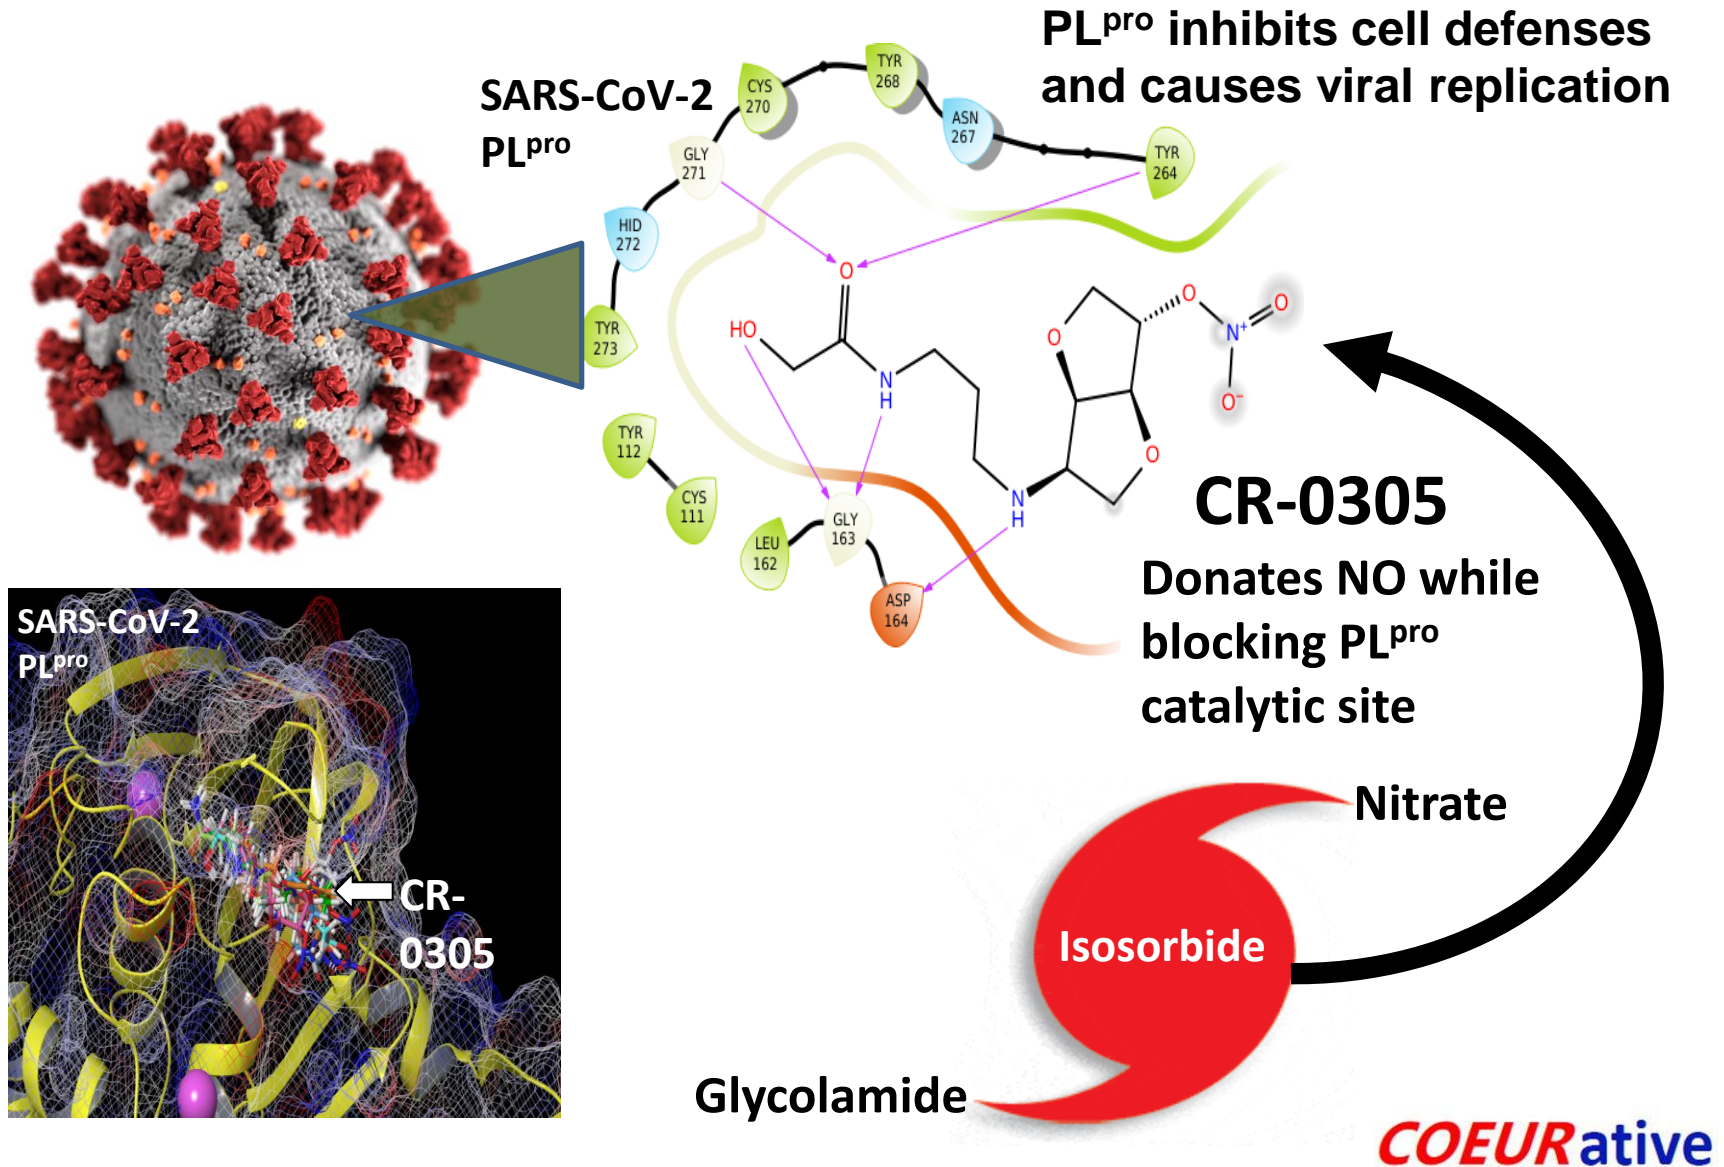 PLpro inhibits cell defenses
and causes viral replication
SARS-CoV-2
PLpro
CYS
270
TYR
268
ASN
267
TYR
264
GLY
271
HID
272
TYR
273
TYR
112
CYS
111
LEU
162
GLY
163
ASP
164
O
HO
N
H
N
H
O
O
O
N+
O
O-
CR-0305
Donates NO while
blocking PLpro
catalytic site
SARS-CoV-2
PLpro
CR-
0305
Nitrate
Isosorbide
Glycolamide
COEURative